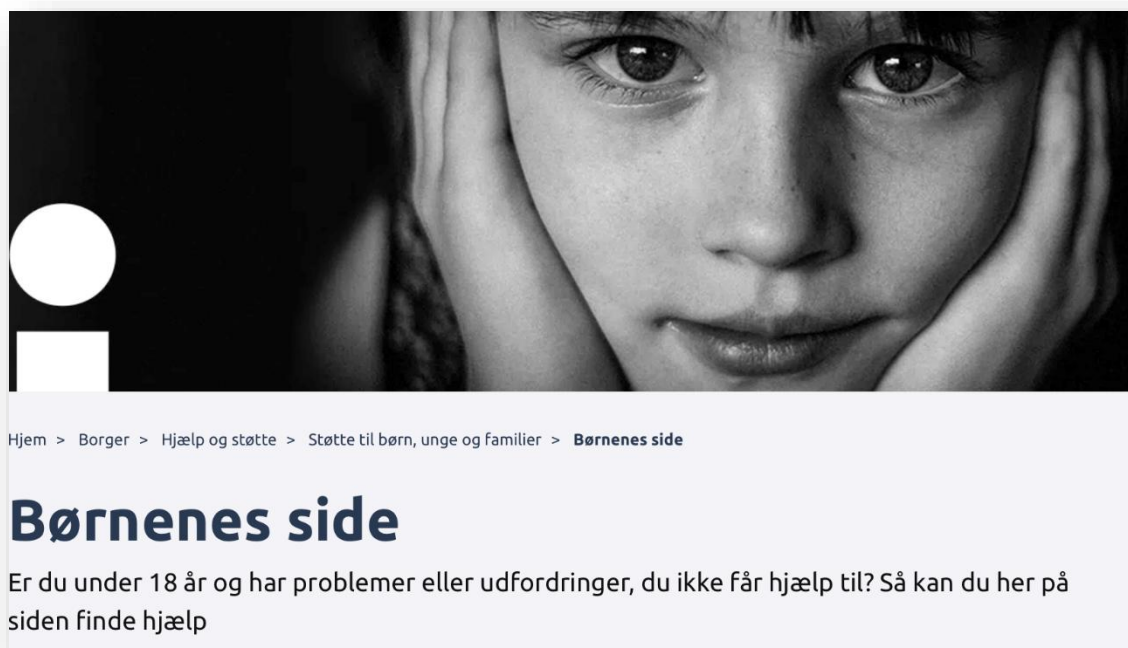 Hjem > Borger > Hjælp og støtte > Støtte til børn, unge og familier > Børnenes side
Børnenes side
Er du under 18 år og har problemer eller udfordringer, du ikke får hjælp til? Så kan du her på
siden finde hjælp